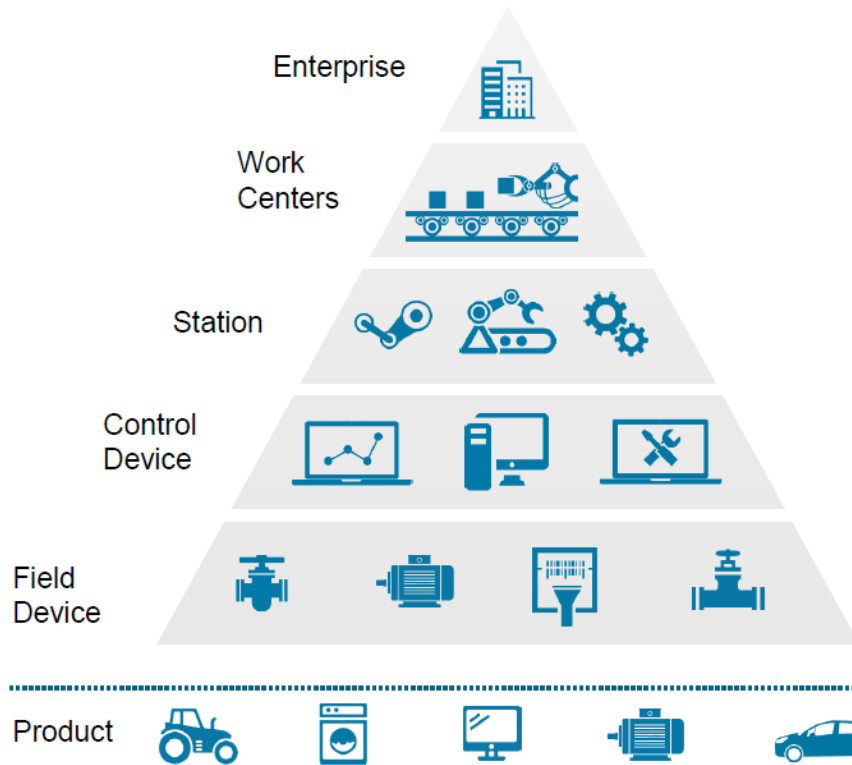 Enterprise
Work
Centers
Station
Control
Device
Field
Device
Product